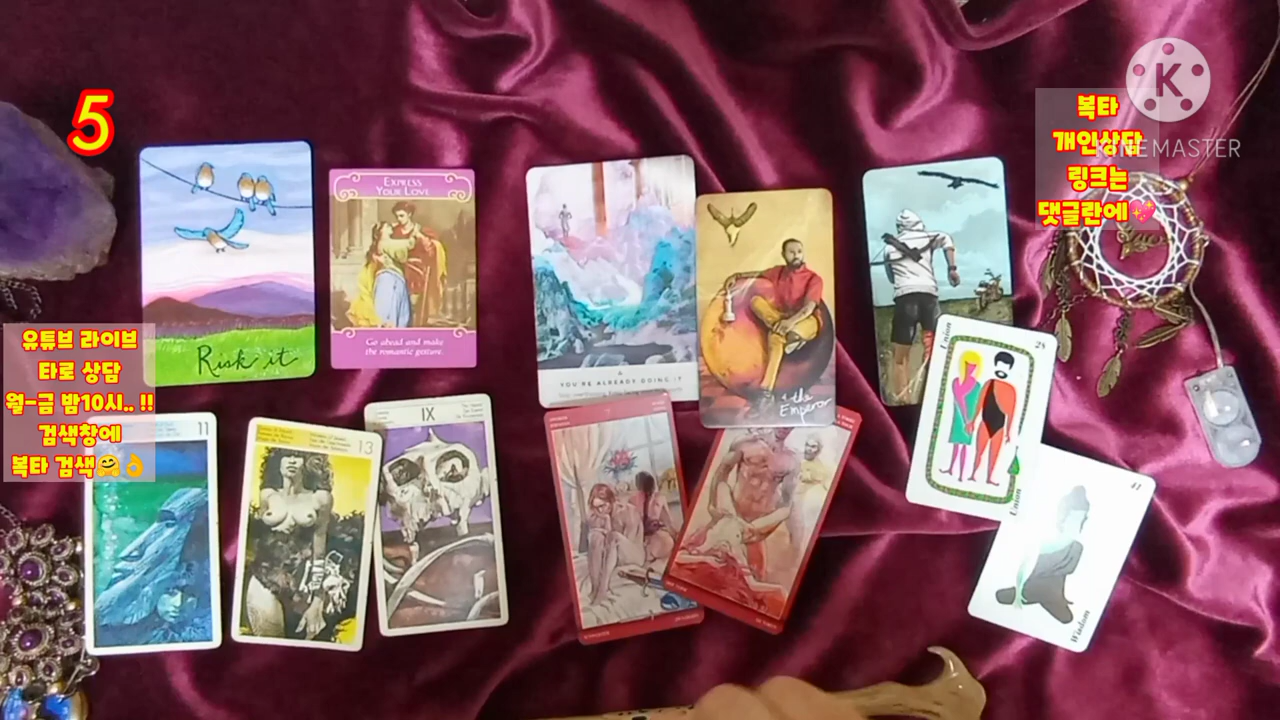 5
복타
개인상담
링크는
댓글란에💖
K
KINEMASTER
Risk it
EXPRESS
YOUR LOVE
Go ahead and make
the romantic gesture.
YOU'RE ALREADY DOING IT
the
Emperor
Union
28
Union
41
Wisdom
유튜브 라이브
타로 상담
월-금 밤10시.. !!
검색창에
복타 검색🤗👌
11
13
IX